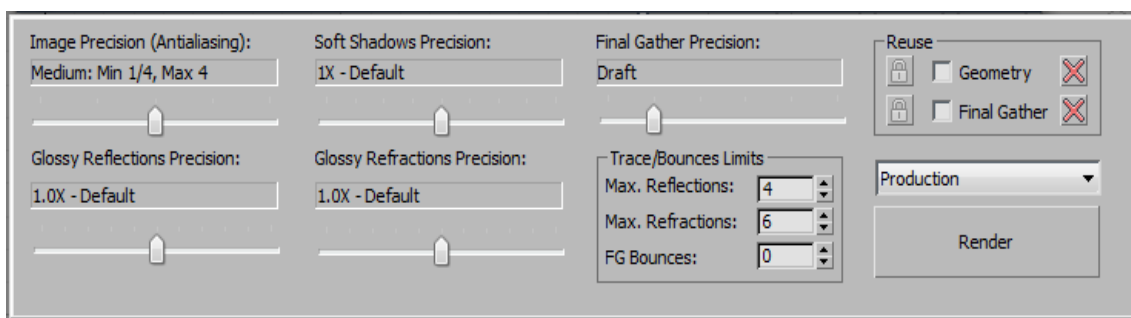 Image Precision (Antialiasing):
Medium: Min 1/4, Max 4
Soft Shadows Precision:
1X - Default
Final Gather Precision:
Draft
Glossy Reflections Precision:
1.0X - Default
Glossy Refractions Precision:
1.0X - Default
Trace/Bounces Limits
Max. Reflections: 4
Max. Refractions: 6
FG Bounces: 0
Reuse
Geometry
Final Gather
Production
Render